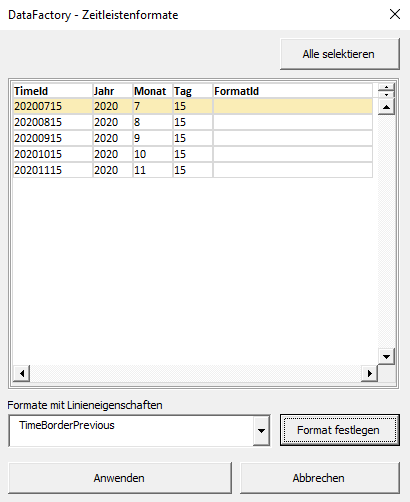 DataFactory - Zeitleistenformate
Alle selektieren
TimeId Jahr Monat Tag FormatId
20200715 2020 7 15
20200815 2020 8 15
20200915 2020 9 15
20201015 2020 10 15
20201115 2020 11 15
Formate mit Linieneigenschaften
TimeBorderPrevious
Format festlegen
Anwenden
Abbrechen